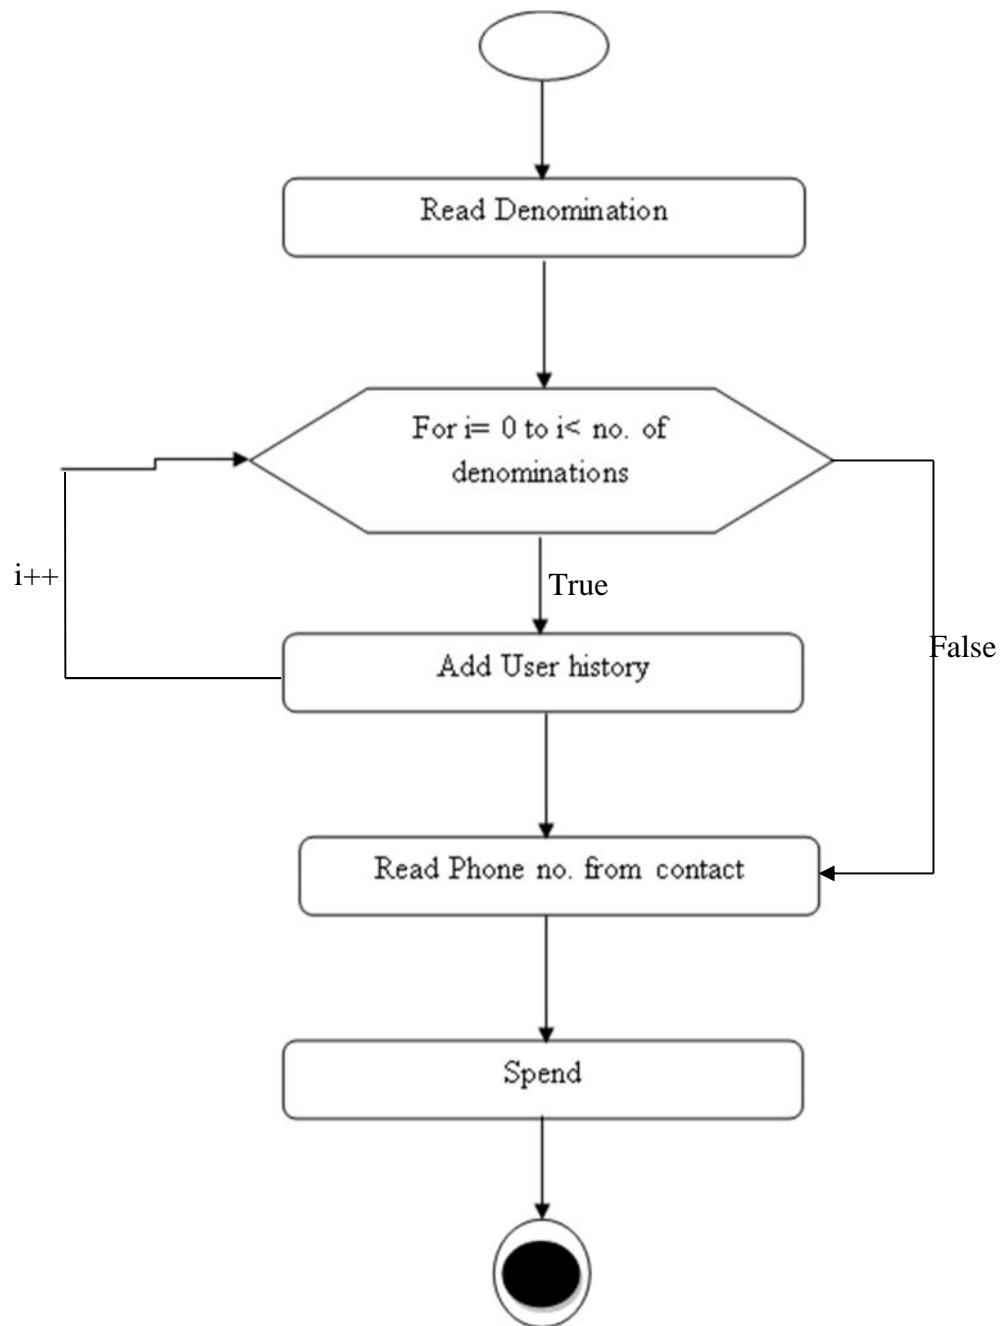 Read Denomination
For i= 0 to i< no. of
denominations
i++
True
Add User history
False
Read Phone no. from contact
Spend